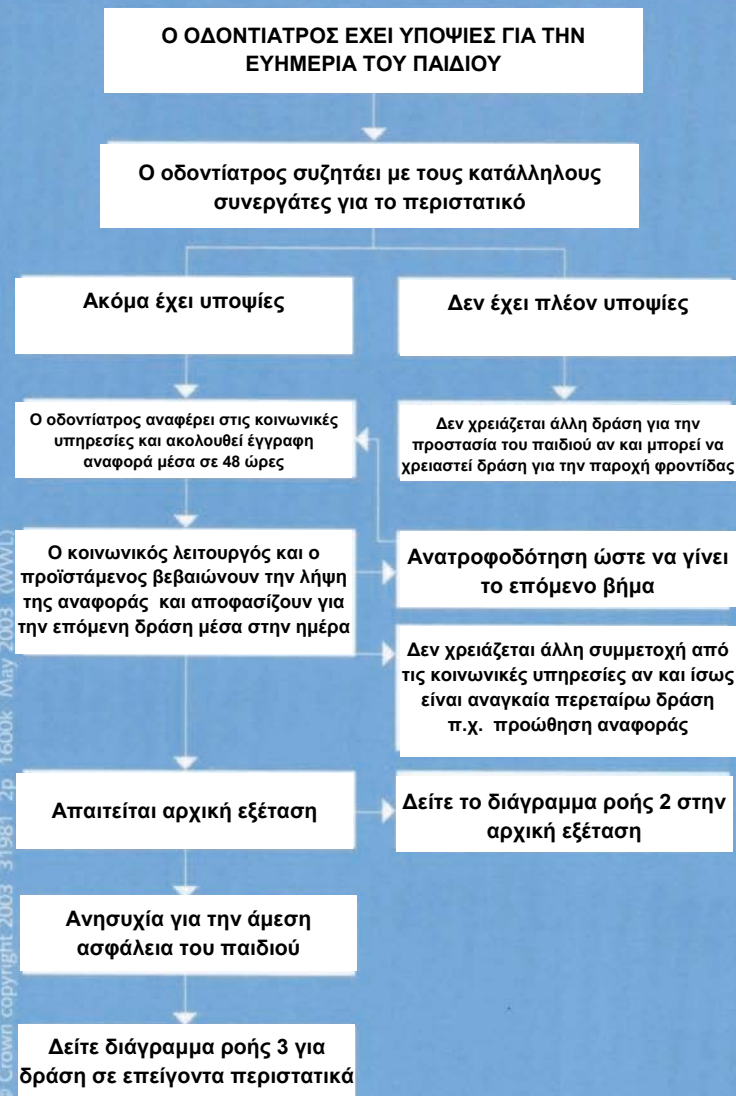 Ο ΟΔΟΝΤΙΑΤΡΟΣ ΕΧΕΙ ΥΠΟΨΙΕΣ ΓΙΑ ΤΗΝ
ΕΥΗΜΕΡΙΑ ΤΟΥ ΠΑΙΔΙΟΥ
Ο οδοντίατρος συζητάει με τους κατάλληλους
συνεργάτες για το περιστατικό
Ακόμα έχει υποψίες
Δεν έχει πλέον υποψίες
Ο οδοντίατρος αναφέρει στις κοινωνικές
υπηρεσίες και ακολουθεί έγγραφη
αναφορά μέσα σε 48 ώρες
Δεν χρειάζεται άλλη δράση για την
προστασία του παιδιού αν και μπορεί να
χρειαστεί δράση για την παροχή φροντίδας
Ο κοινωνικός λειτουργός και ο
προϊστάμενος βεβαιώνουν την λήψη
της αναφοράς και αποφασίζουν για
την επόμενη δράση μέσα στην ημέρα
Ανατροφοδότηση ώστε να γίνει
το επόμενο βήμα
Δεν χρειάζεται άλλη συμμετοχή από
τις κοινωνικές υπηρεσίες αν και ίσως
είναι αναγκαία περεταίρω δράση
π.χ. προώθηση αναφοράς
Απαιτείται αρχική εξέταση
Δείτε το διάγραμμα ροής 2 στην
αρχική εξέταση
Ανησυχία για την άμεση
ασφάλεια του παιδιού
Δείτε διάγραμμα ροής 3 για
δράση σε επείγοντα περιστατικά
© Crown copyright 2003 31981 2p 1600k May 2003 (WWL)